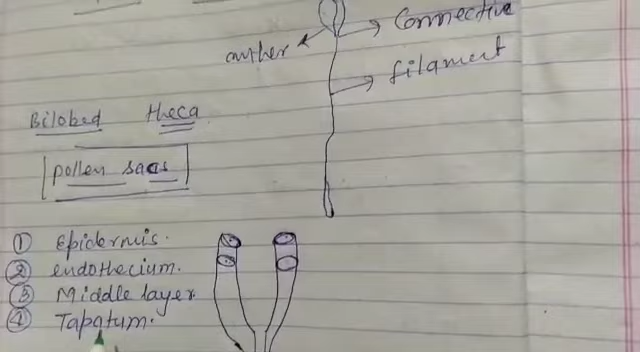 Connective
anther
filament
Bilobed theca
pollen sacs
① Epidermis.
② endothecium.
③ Middle layer
④ Tapatum.